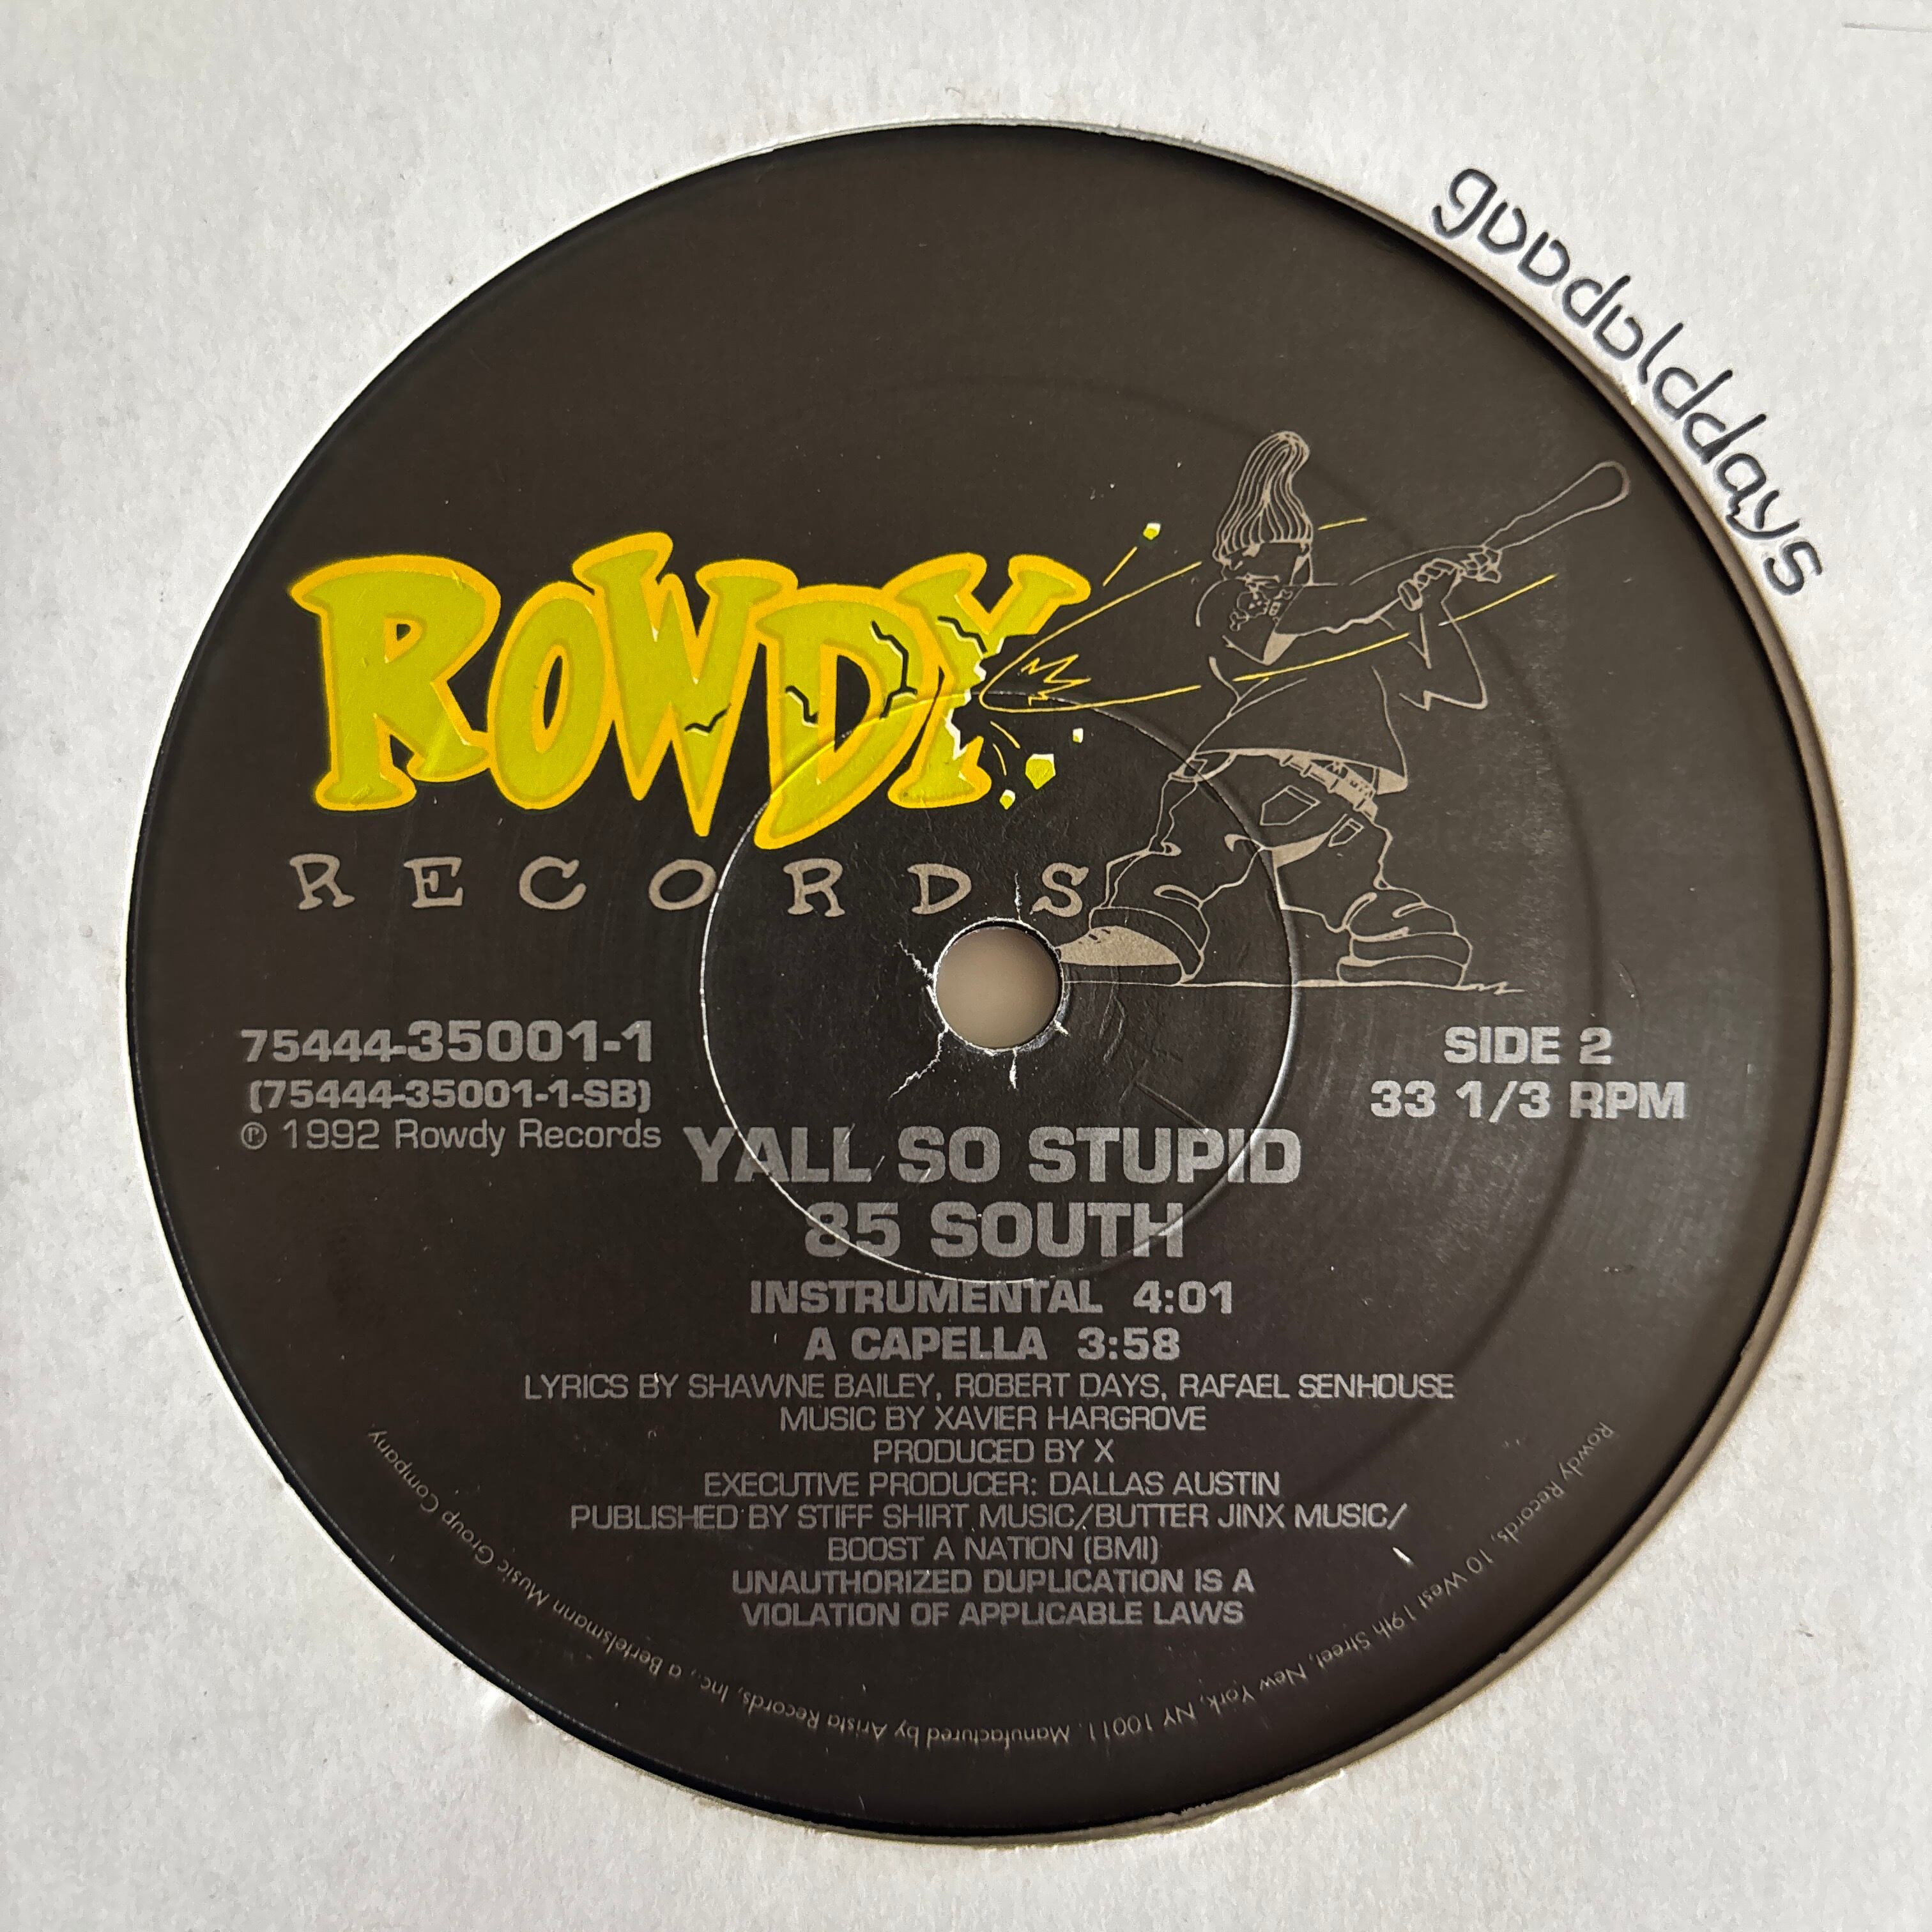 goodolddays
ROWDY
RECORDS
75444-35001-1
(75444-35001-1-SB)
℗ 1992 Rowdy Records
SIDE 2
33 1/3 RPM
YALL SO STUPID
85 SOUTH
INSTRUMENTAL 4:01
A CAPELLA 3:58
LYRICS BY SHAWNE BAILEY, ROBERT DAYS, RAFAEL SENHOUSE
MUSIC BY XAVIER HARGROVE
PRODUCED BY X
EXECUTIVE PRODUCER: DALLAS AUSTIN
PUBLISHED BY STIFF SHIRT MUSIC/BUTTER JINX MUSIC/
BOOST A NATION (BMI)
UNAUTHORIZED DUPLICATION IS A
VIOLATION OF APPLICABLE LAWS
Rowdy Records, 10 West 19th Street, New York, NY 10011. Manufactured by Arista Records, Inc., a Bertelsmann Music Group Company